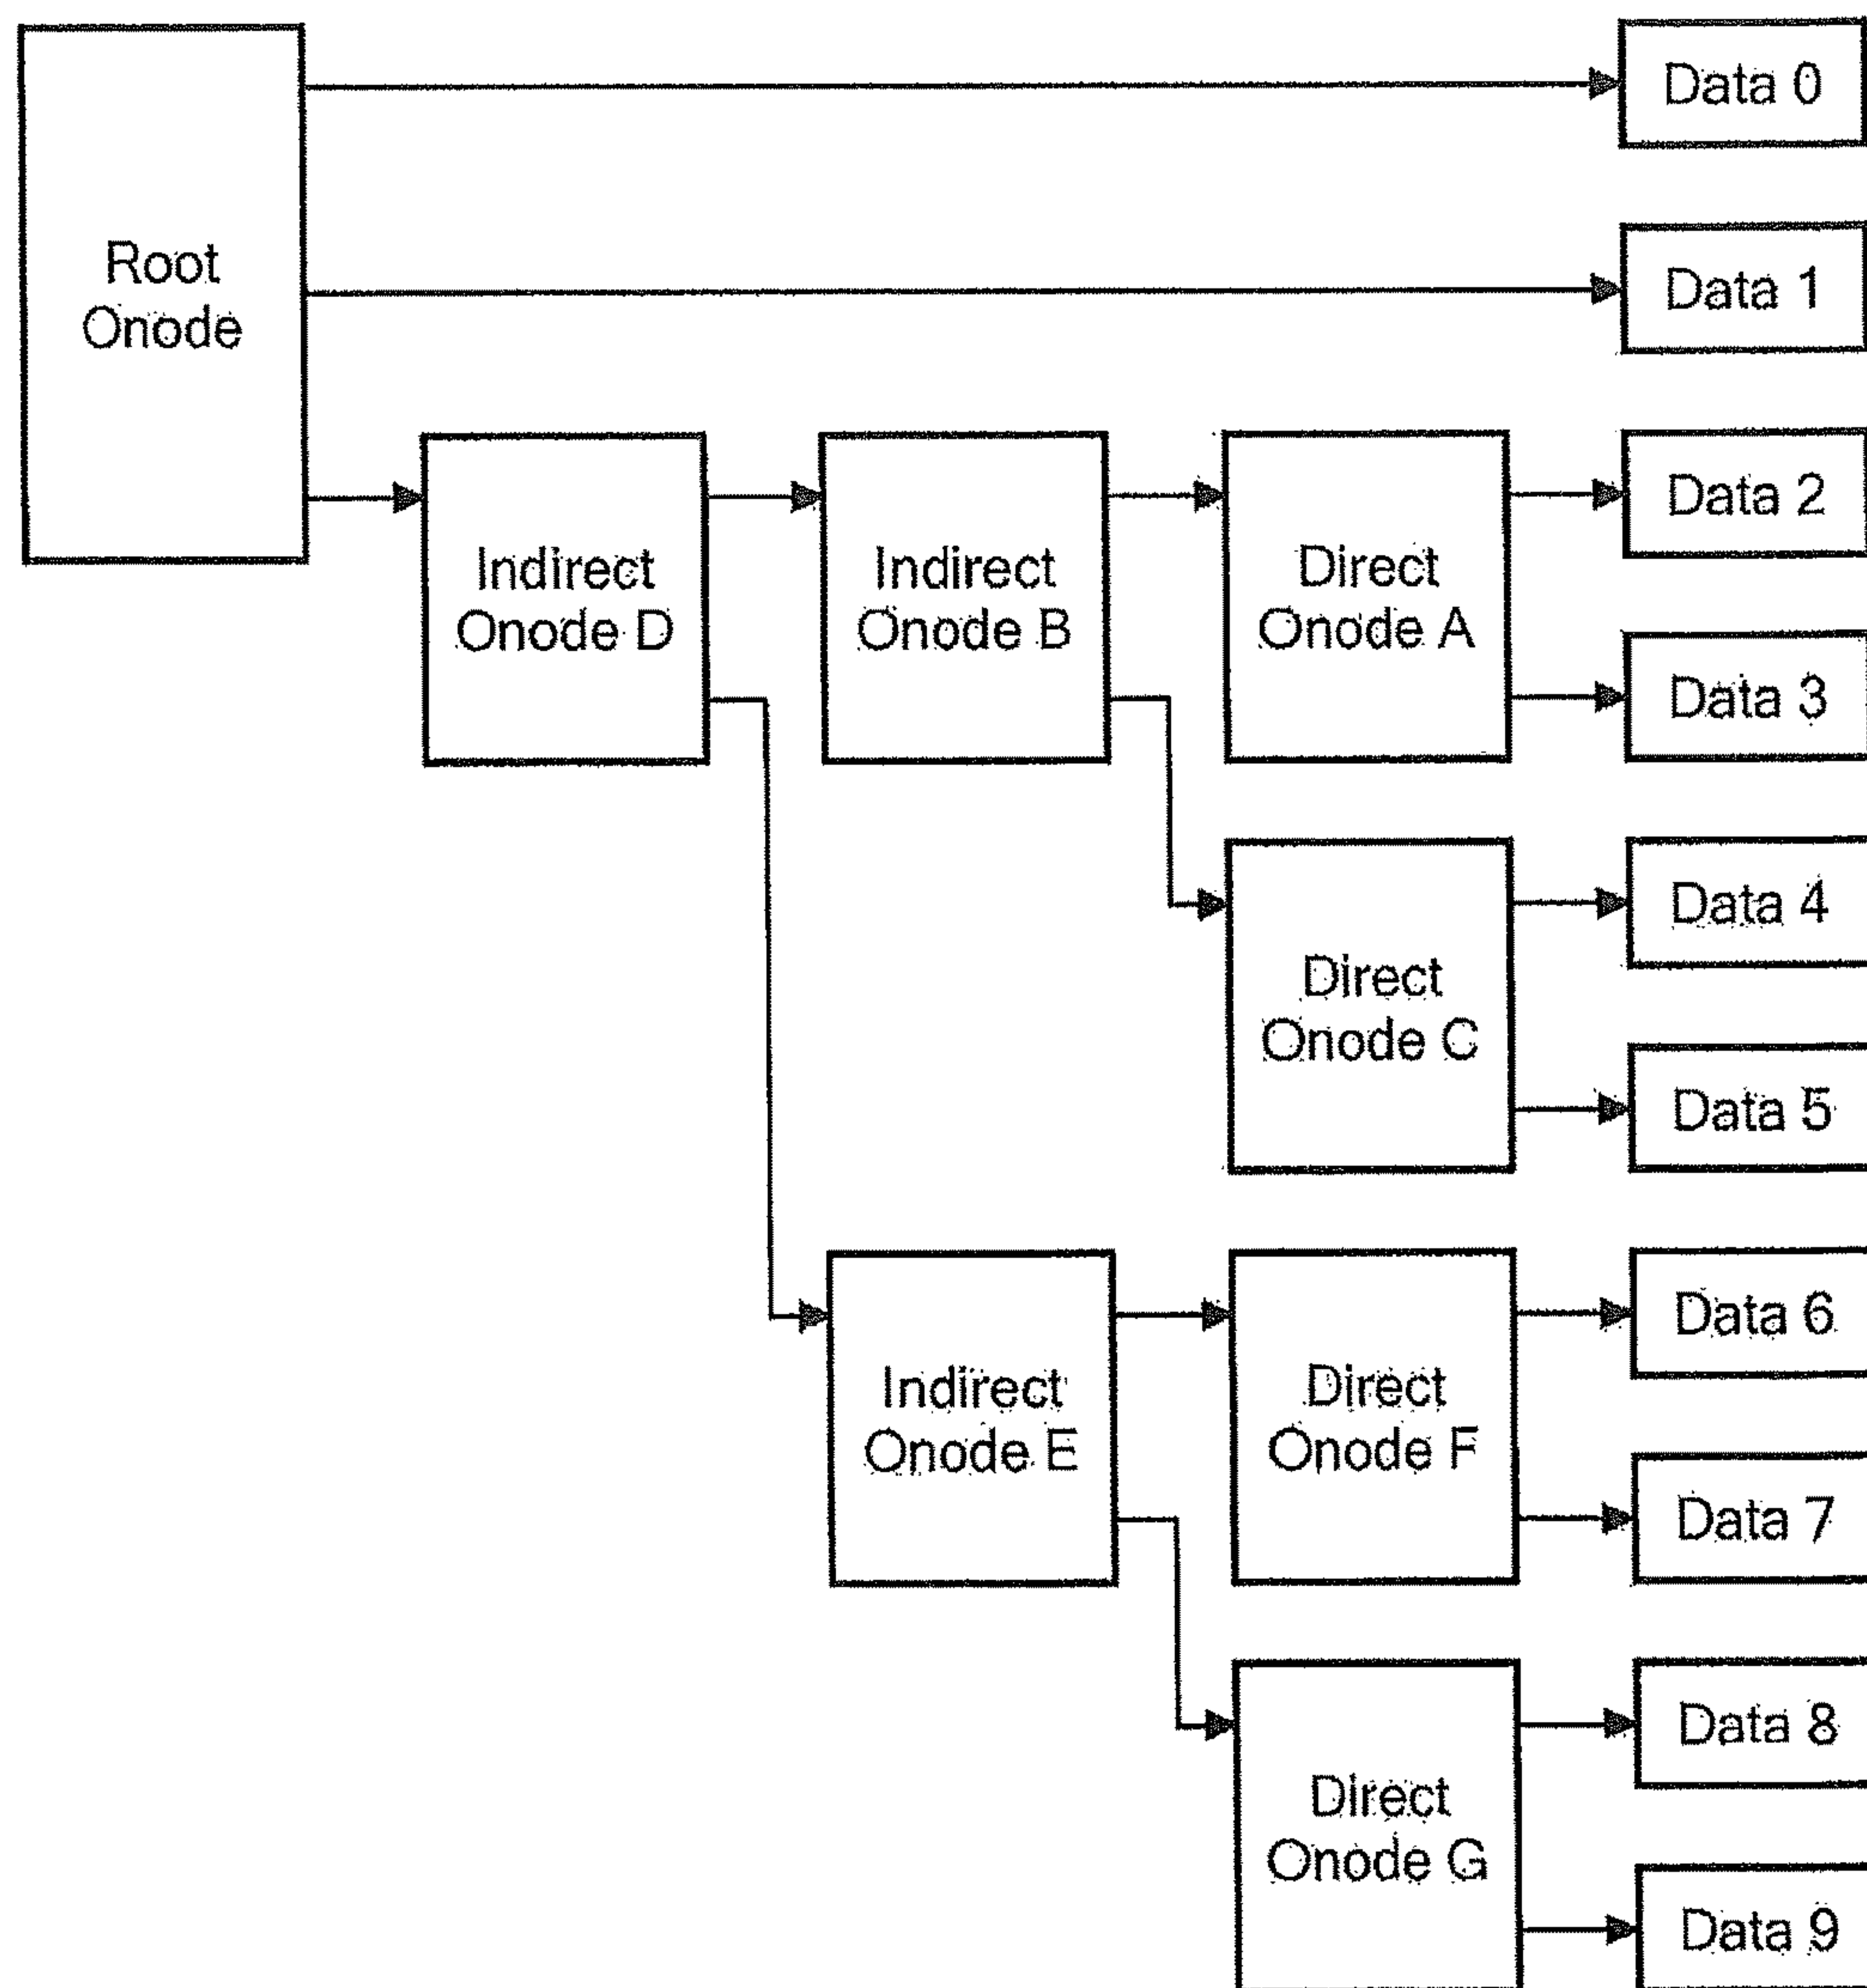 Data 0
Root
Onode
Data 1
Indirect
Onode D
Indirect
Onode B
Direct
Onode A
Data 2
Data 3
Direct
Onode C
Data 4
Data 5
Indirect
Onode E
Direct
Onode F
Data 6
Data 7
Direct
Onode G
Data 8
Data 9